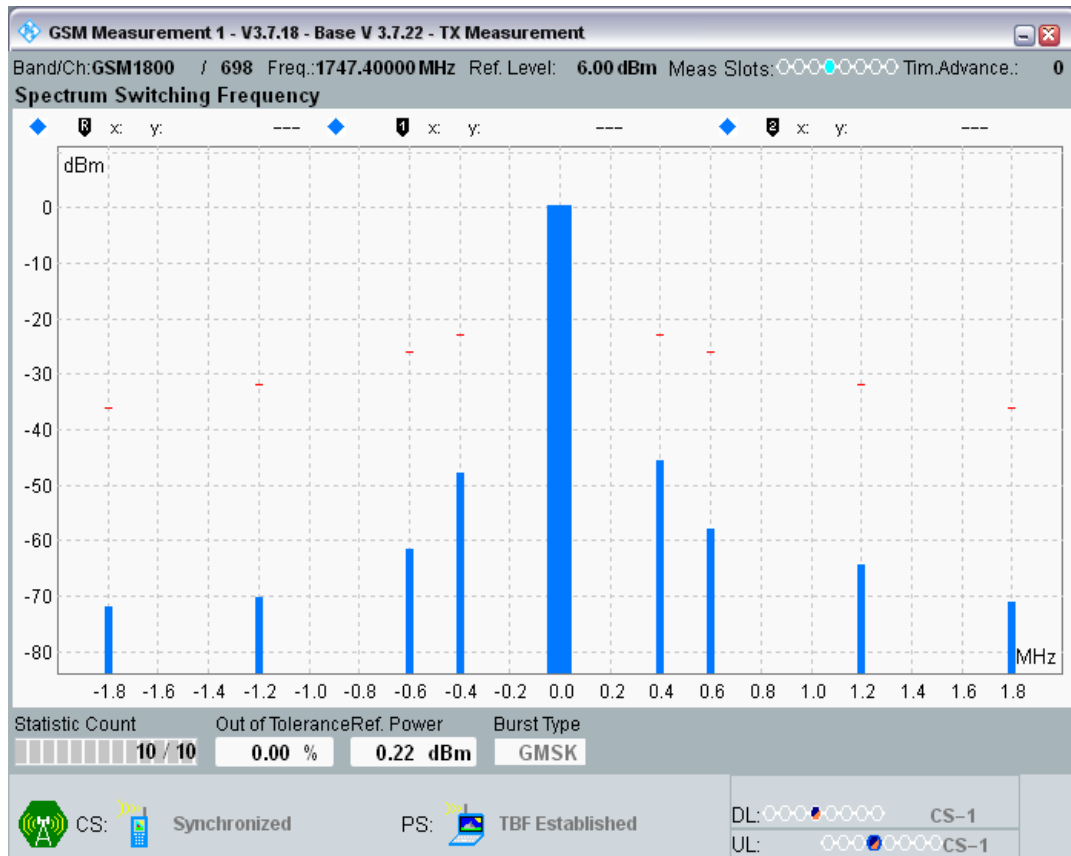 GSM Measurement 1 - V3.7.18 - Base V 3.7.22 - TX Measurement
Band/Ch:GSM1800 / 698 Freq.:1747.40000 MHz Ref. Level: 6.00 dBm Meas Slots: Tim.Advance.: 0
Spectrum Switching Frequency
R x: y: --- 1 x: y: --- 2 x: y: ---
dBm
0
-10
-20
-30
-40
-50
-60
-70
-80
MHz
-1.8 -1.6 -1.4 -1.2 -1.0 -0.8 -0.6 -0.4 -0.2 0.0 0.2 0.4 0.6 0.8 1.0 1.2 1.4 1.6 1.8
Statistic Count Out of Tolerance Ref. Power Burst Type
10 / 10 0.00 % 0.22 dBm GMSK
CS: Synchronized PS: TBF Established DL: CS-1
UL: CS-1